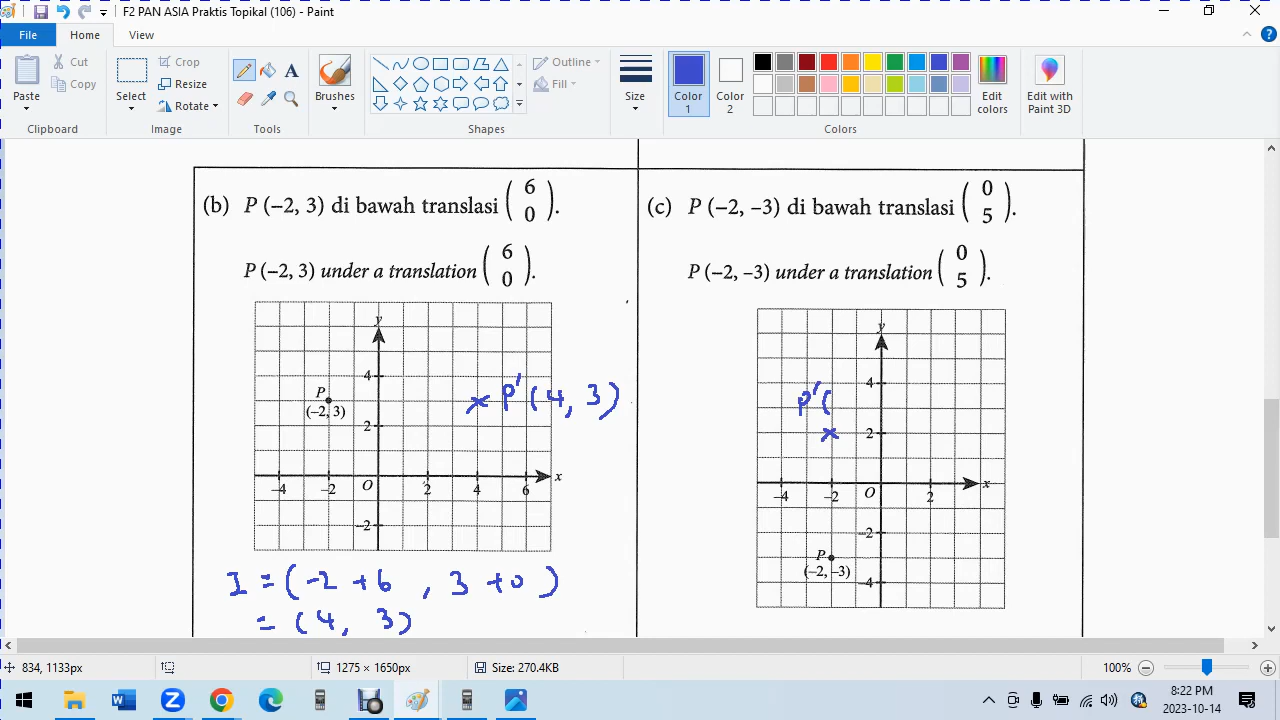 F2 PAN ASIA Praktis Topikal (106) - Paint
File Home View
Paste
Cut
Copy
Clipboard
Select
Crop
Resize
Rotate
Image
A
Tools
Brushes
Outline
Fill
Shapes
Size
Color 1
Color 2
Edit colors
Edit with Paint 3D
Colors
(b) P (–2, 3) di bawah translasi ( 6 0 ).
P (–2, 3) under a translation ( 6 0 ).
y
4
P
(–2, 3)
P'(4, 3)
2
–4 –2 O 2 4 6 x
–2
I = (-2 +6 , 3 +0 )
= (4, 3)
(c) P (–2, –3) di bawah translasi ( 0 5 ).
P (–2, –3) under a translation ( 0 5 ).
y
4
P'(
2
–4 –2 O 2 x
–2
P
(–2, –3)
–4
834, 1133px
1275 × 1650px
Size: 270.4KB
100%
8:22 PM
2023-10-14